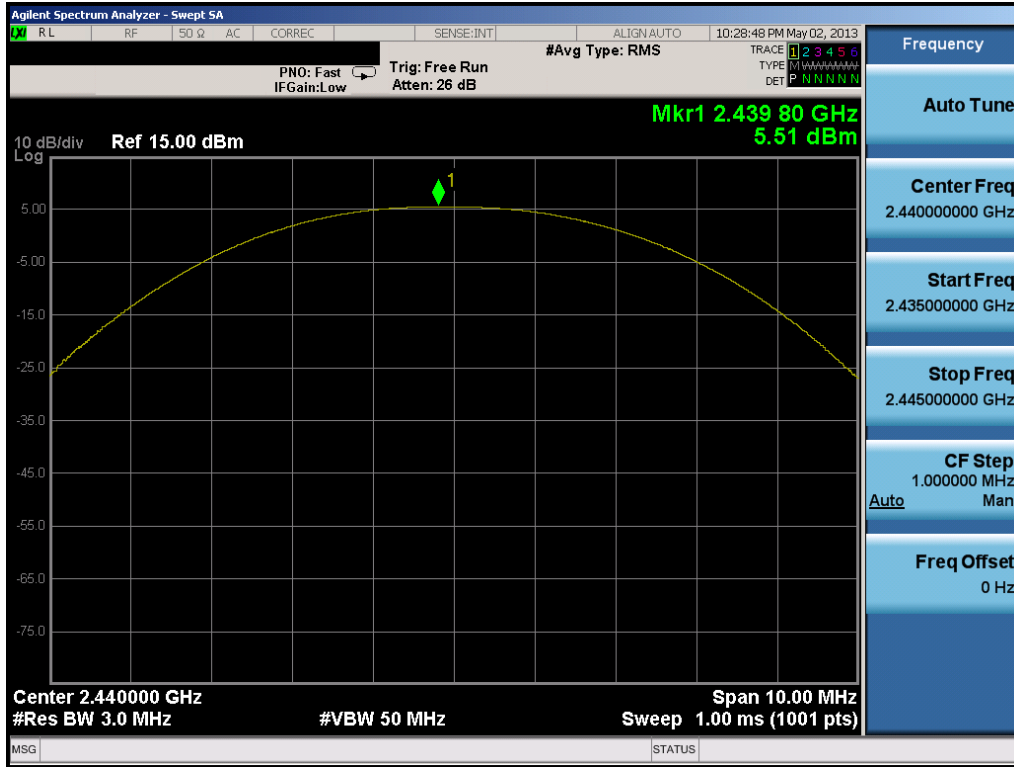 Agilent Spectrum Analyzer - Swept SA
LXI RL RF 50 Ω AC CORREC SENSE:INT ALIGNAUTO 10:28:48 PM May 02, 2013
#Avg Type: RMS TRACE 1 2 3 4 5 6
PNO: Fast Trig: Free Run TYPE M WWWWW
IFGain:Low Atten: 26 dB DET P N N N N N
Mkr1 2.439 80 GHz
5.51 dBm
10 dB/div Ref 15.00 dBm
Log
1
5.00
-5.00
-15.0
-25.0
-35.0
-45.0
-55.0
-65.0
-75.0
Center 2.440000 GHz Span 10.00 MHz
#Res BW 3.0 MHz #VBW 50 MHz Sweep 1.00 ms (1001 pts)
MSG STATUS
Frequency
Auto Tune
Center Freq
2.440000000 GHz
Start Freq
2.435000000 GHz
Stop Freq
2.445000000 GHz
CF Step
1.000000 MHz
Auto Man
Freq Offset
0 Hz